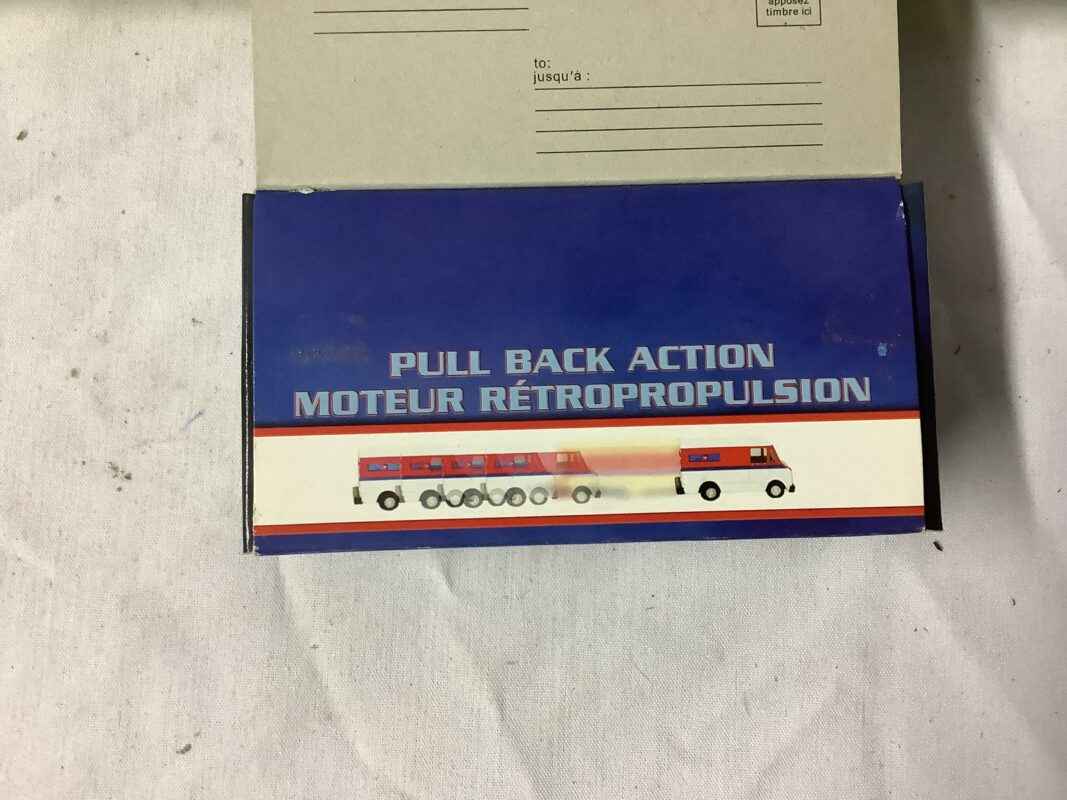 apposez
timbre ici
to:
jusqu'á :
PULL BACK ACTION
MOTEUR RÉTROPROPULSION